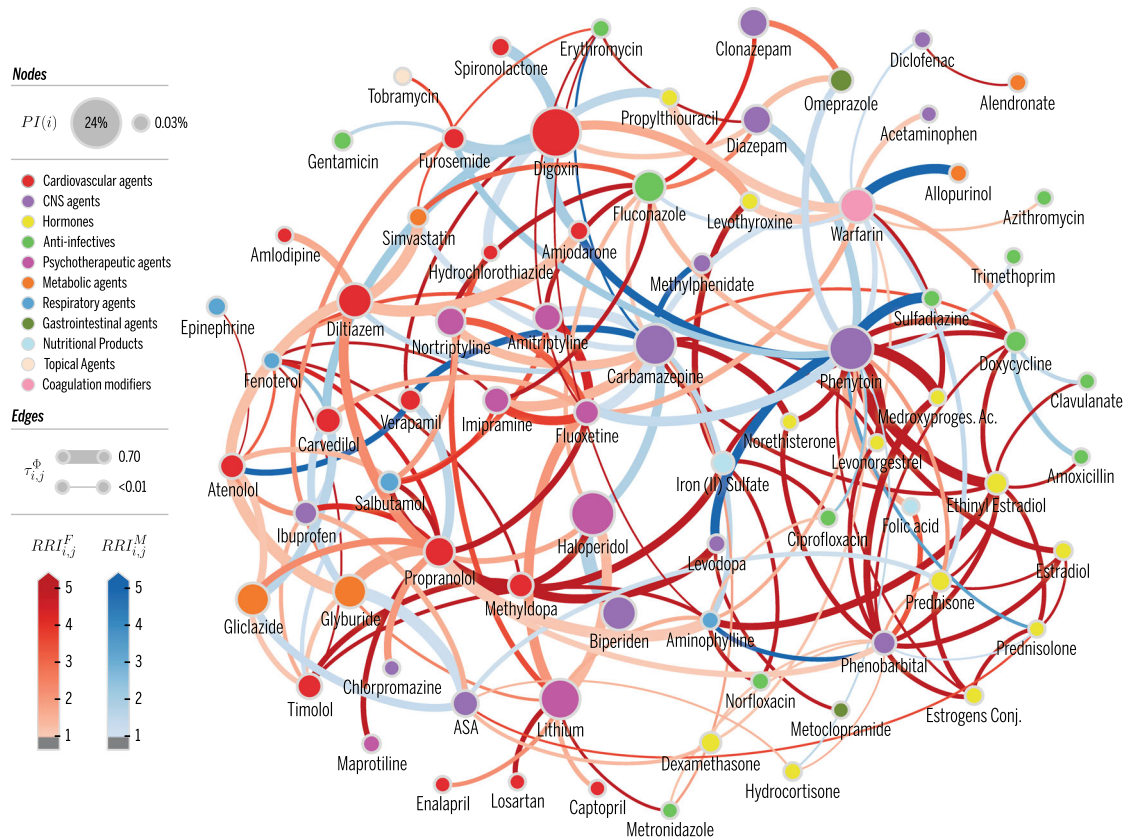 Nodes
PI(i)
24%
0.03%
Cardiovascular agents
CNS agents
Hormones
Anti-infectives
Psychotherapeutic agents
Metabolic agents
Respiratory agents
Gastrointestinal agents
Nutritional Products
Topical Agents
Coagulation modifiers
Edges
τ^Φ_{i,j}
0.70
<0.01
RRI^F_{i,j} RRI^M_{i,j}
5 5
4 4
3 3
2 2
1 1
Erythromycin
Clonazepam
Diclofenac
Spironolactone
Tobramycin
Propylthiouracil
Omeprazole
Alendronate
Acetaminophen
Gentamicin
Furosemide
Digoxin
Diazepam
Allopurinol
Fluconazole
Levothyroxine
Warfarin
Azithromycin
Simvastatin
Amlodipine
Hydrochlorothiazide
Amiodarone
Methylphenidate
Trimethoprim
Epinephrine
Diltiazem
Nortriptyline
Amitriptyline
Sulfadiazine
Fenoterol
Carbamazepine
Phenytoin
Doxycycline
Clavulanate
Carvedilol
Verapamil
Imipramine
Fluoxetine
Medroxyproges. Ac.
Norethisterone
Levonorgestrel
Atenolol
Salbutamol
Iron (II) Sulfate
Amoxicillin
Ethinyl Estradiol
Folic acid
Ibuprofen
Haloperidol
Ciprofloxacin
Propranolol
Levodopa
Estradiol
Gliclazide
Glyburide
Methyldopa
Biperiden
Aminophylline
Prednisone
Prednisolone
Phenobarbital
Chlorpromazine
Timolol
ASA
Lithium
Norfloxacin
Metoclopramide
Estrogens Conj.
Maprotiline
Dexamethasone
Hydrocortisone
Enalapril
Losartan
Captopril
Metronidazole